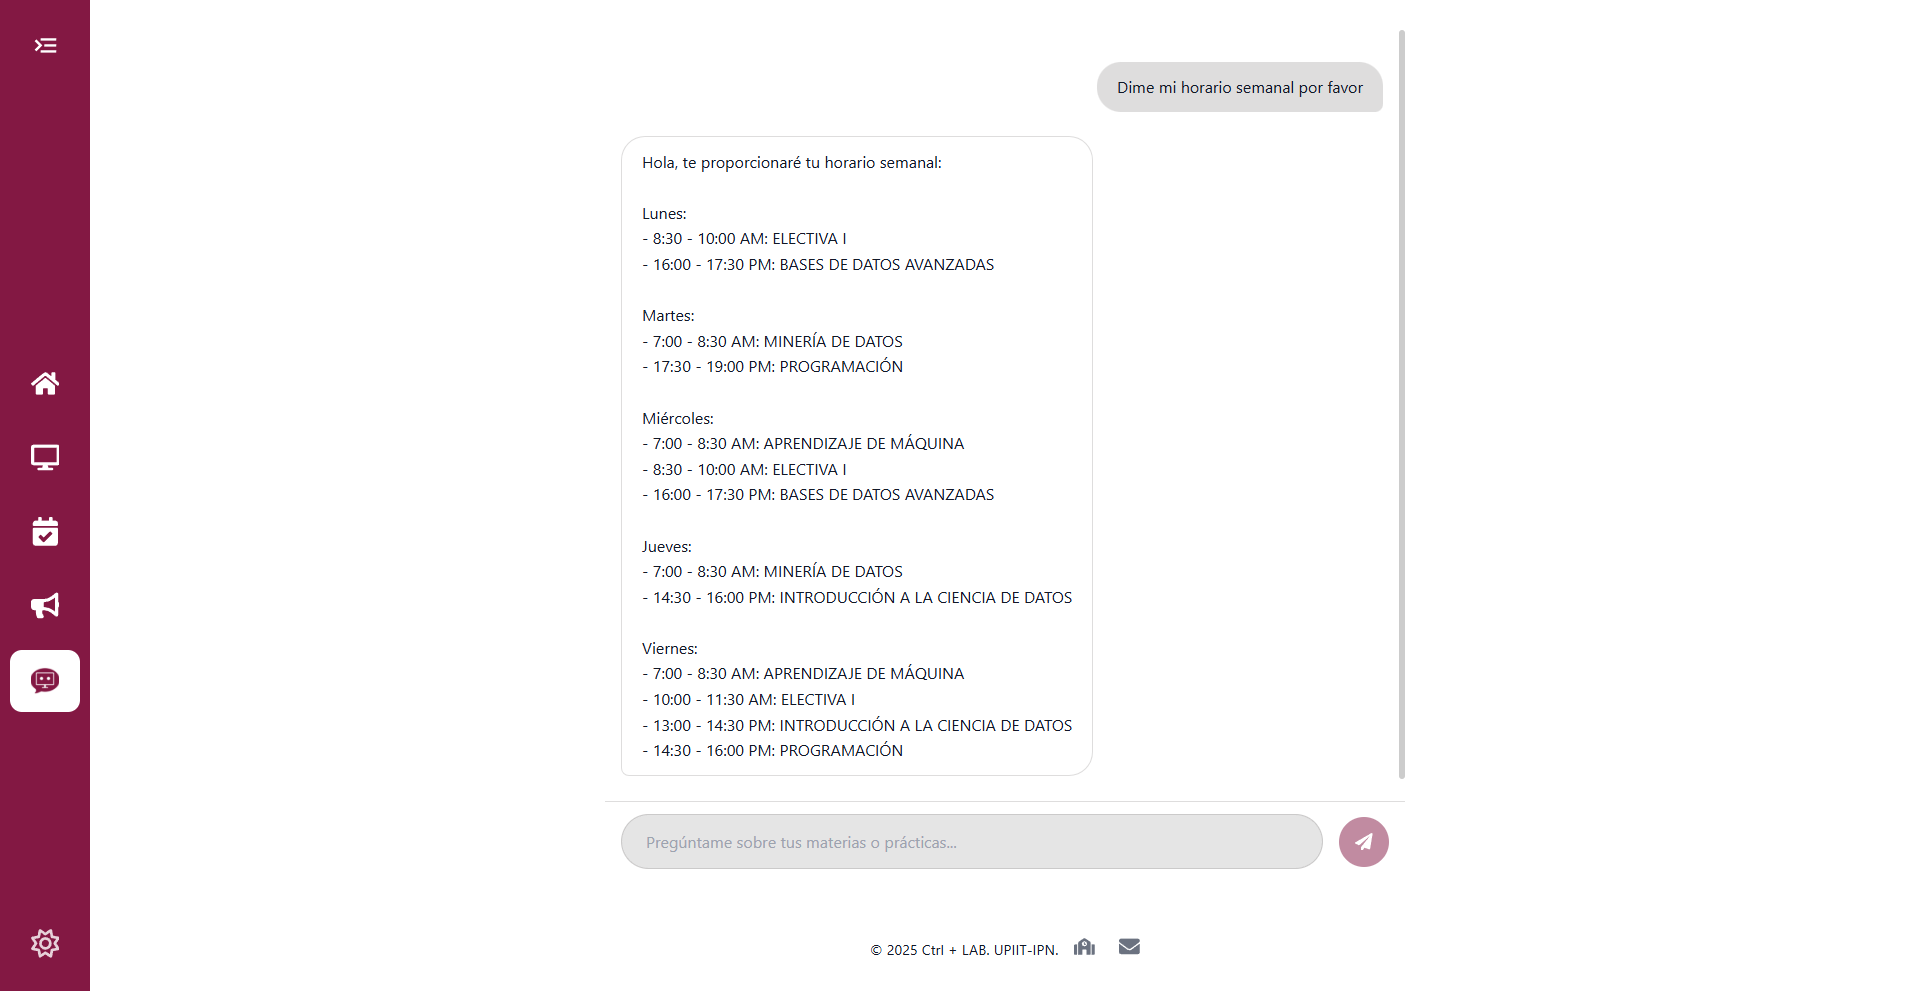 Dime mi horario semanal por favor
Hola, te proporcionaré tu horario semanal:
Lunes:
- 8:30 - 10:00 AM: ELECTIVA I
- 16:00 - 17:30 PM: BASES DE DATOS AVANZADAS
Martes:
- 7:00 - 8:30 AM: MINERÍA DE DATOS
- 17:30 - 19:00 PM: PROGRAMACIÓN
Miércoles:
- 7:00 - 8:30 AM: APRENDIZAJE DE MÁQUINA
- 8:30 - 10:00 AM: ELECTIVA I
- 16:00 - 17:30 PM: BASES DE DATOS AVANZADAS
Jueves:
- 7:00 - 8:30 AM: MINERÍA DE DATOS
- 14:30 - 16:00 PM: INTRODUCCIÓN A LA CIENCIA DE DATOS
Viernes:
- 7:00 - 8:30 AM: APRENDIZAJE DE MÁQUINA
- 10:00 - 11:30 AM: ELECTIVA I
- 13:00 - 14:30 PM: INTRODUCCIÓN A LA CIENCIA DE DATOS
- 14:30 - 16:00 PM: PROGRAMACIÓN
Pregúntame sobre tus materias o prácticas...
© 2025 Ctrl + LAB. UPIIT-IPN.